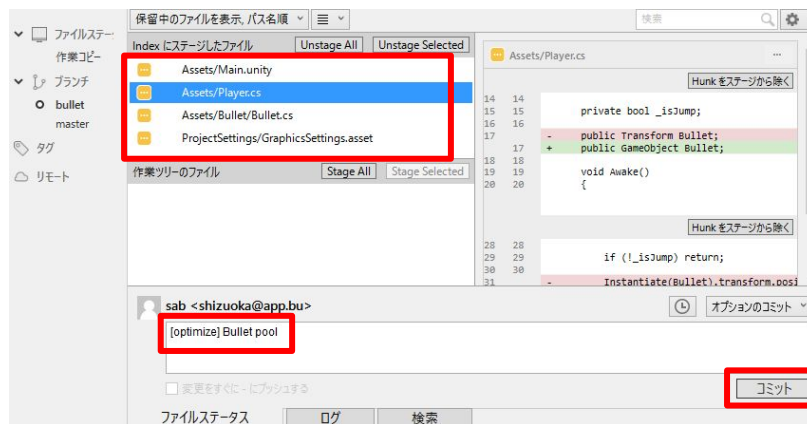 保留中のファイルを表示, パス名順
検索
ファイルステー
作業コピー
ブランチ
bullet
master
タグ
リモート
Index にステージしたファイル
Unstage All
Unstage Selected
Assets/Main.unity
Assets/Player.cs
Assets/Bullet/Bullet.cs
ProjectSettings/GraphicsSettings.asset
作業ツリーのファイル
Stage All
Stage Selected
Assets/Player.cs
...
Hunk をステージから除く
14 14
15 15 private bool _isJump;
16 16
17 - public Transform Bullet;
17 + public GameObject Bullet;
18 18
19 19 void Awake()
20 20 {
Hunk をステージから除く
28 28
29 29 if (!_isJump) return;
30 30
31 - Instantiate(Bullet).transform.posi
sab <shizuoka@app.bu>
オプションのコミット
[optimize] Bullet pool
変更をすぐに - にプッシュする
コミット
ファイルステータス
ログ
検索